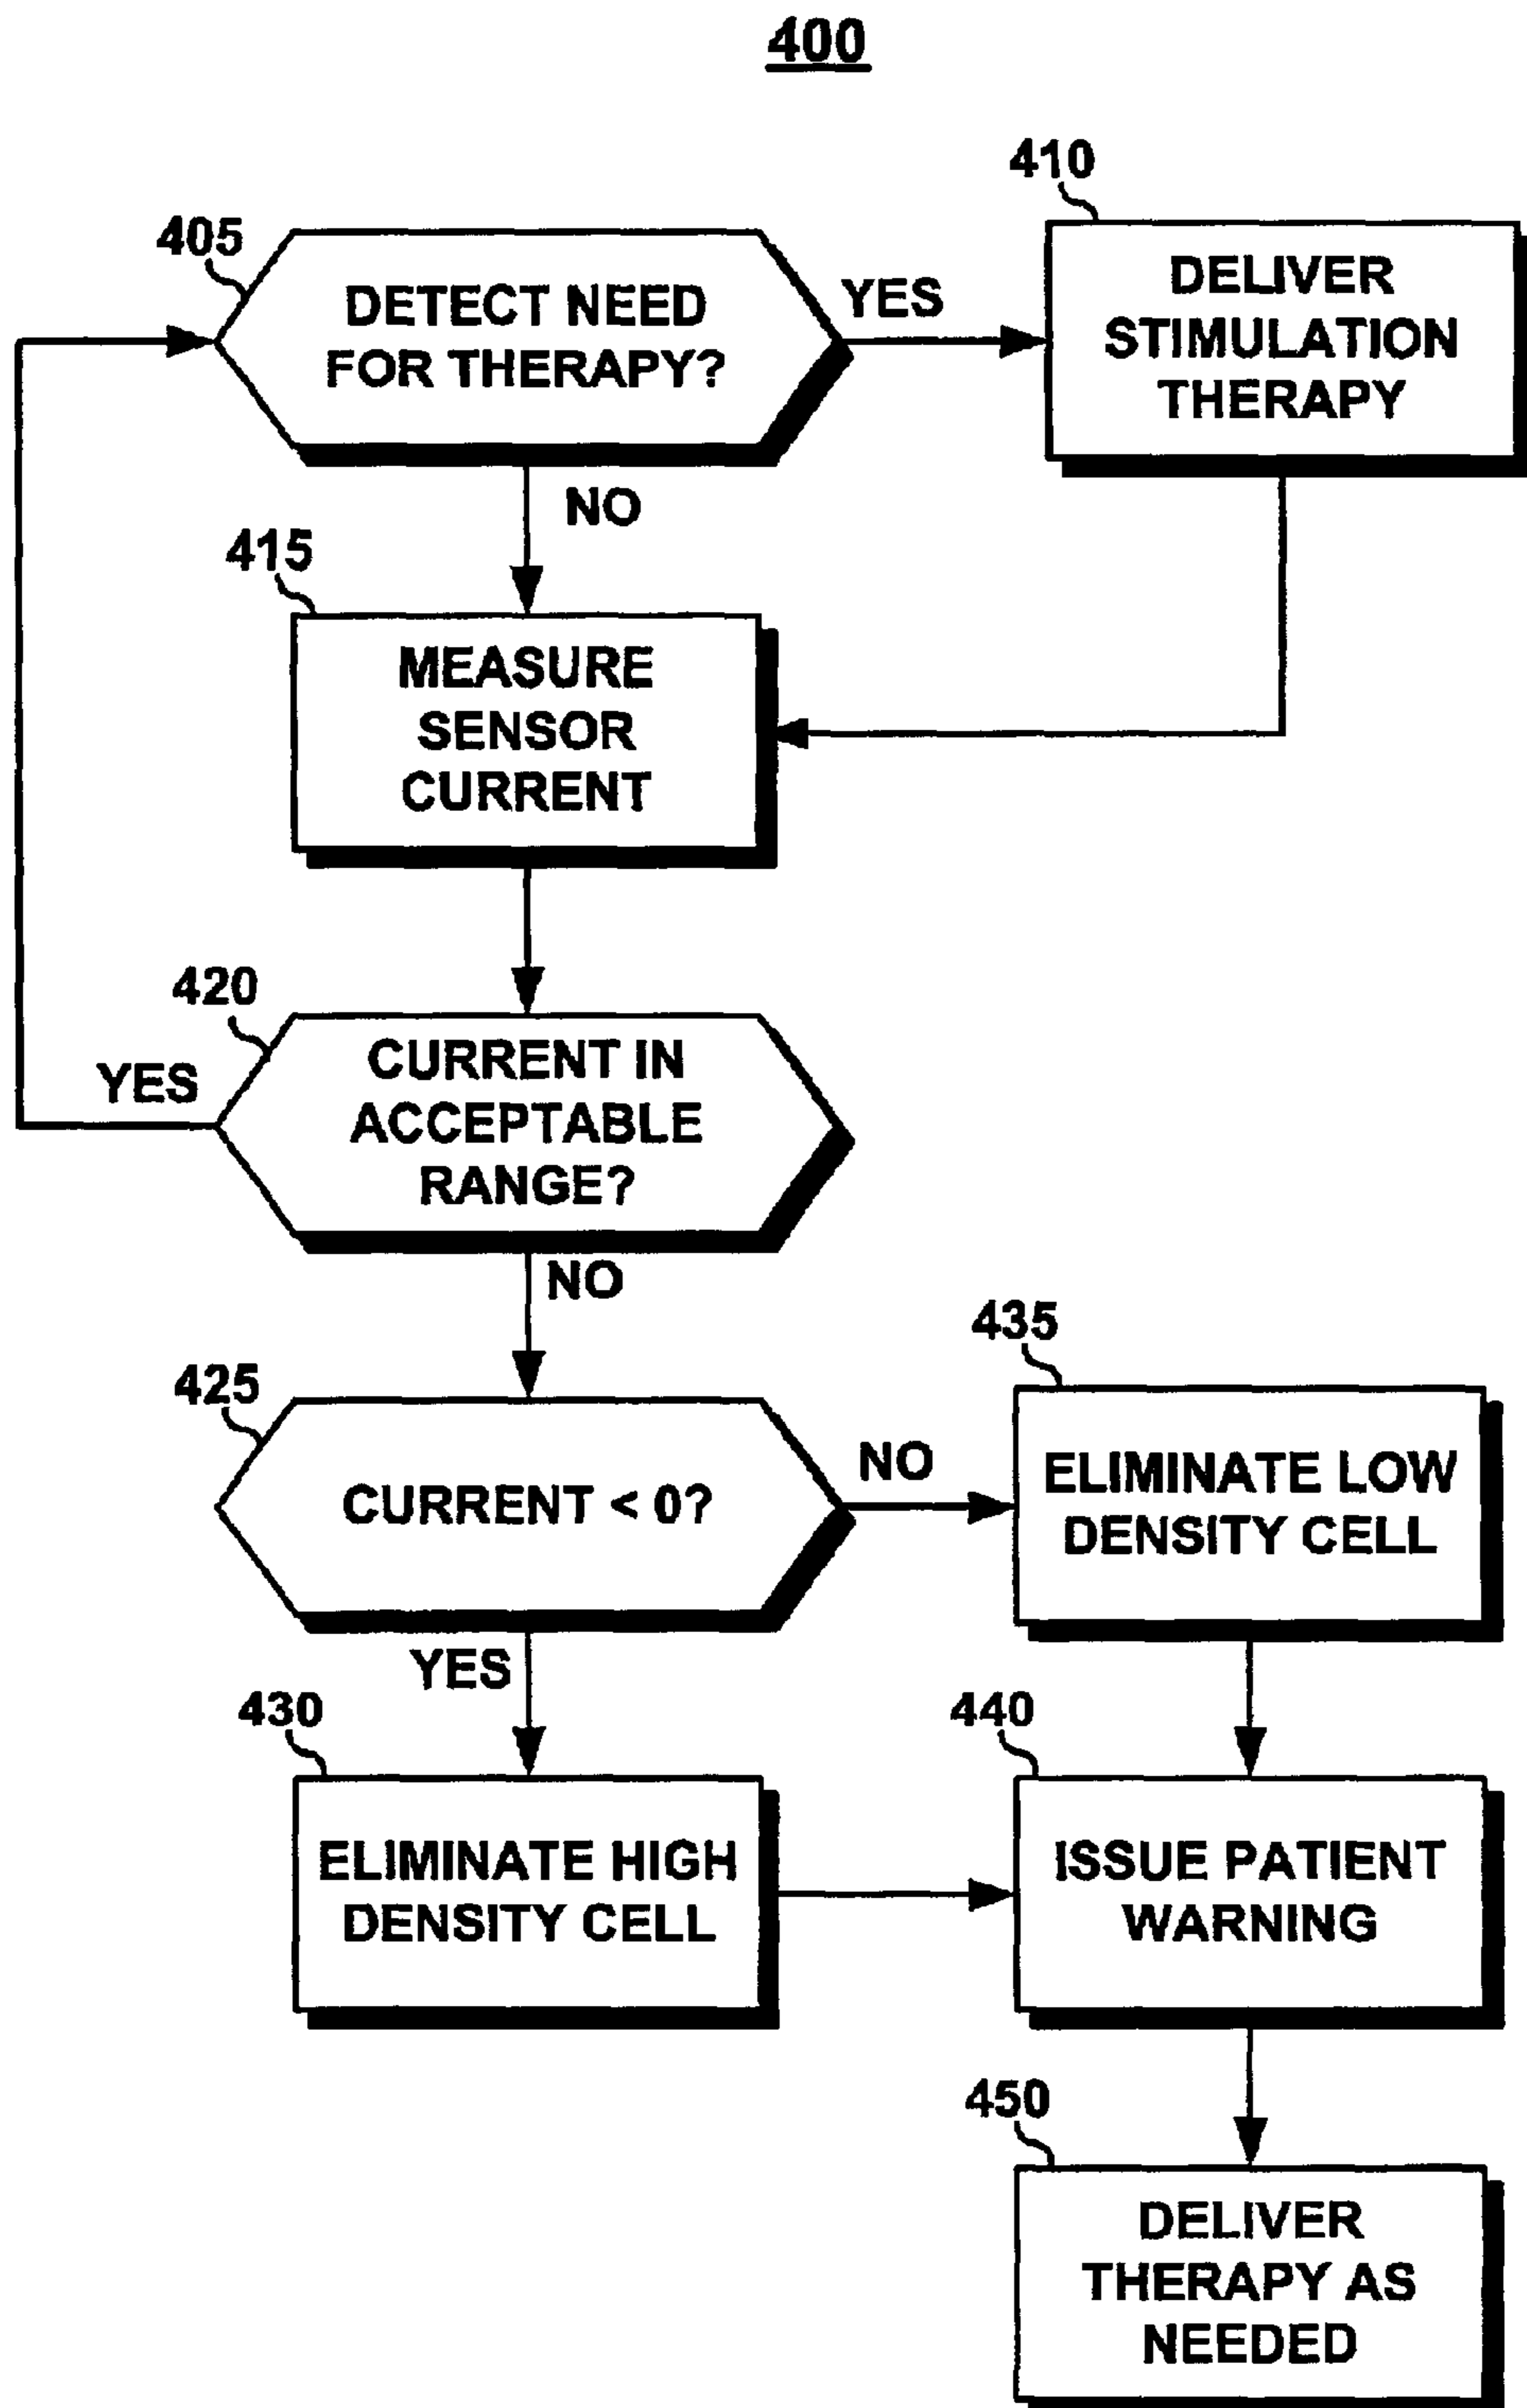 400
410
405
DETECT NEED
FOR THERAPY?
YES
DELIVER
STIMULATION
THERAPY
NO
415
MEASURE
SENSOR
CURRENT
420
YES
CURRENT IN
ACCEPTABLE
RANGE?
NO
435
425
CURRENT < 0?
NO
ELIMINATE LOW
DENSITY CELL
YES
430
440
ELIMINATE HIGH
DENSITY CELL
ISSUE PATIENT
WARNING
450
DELIVER
THERAPY AS
NEEDED